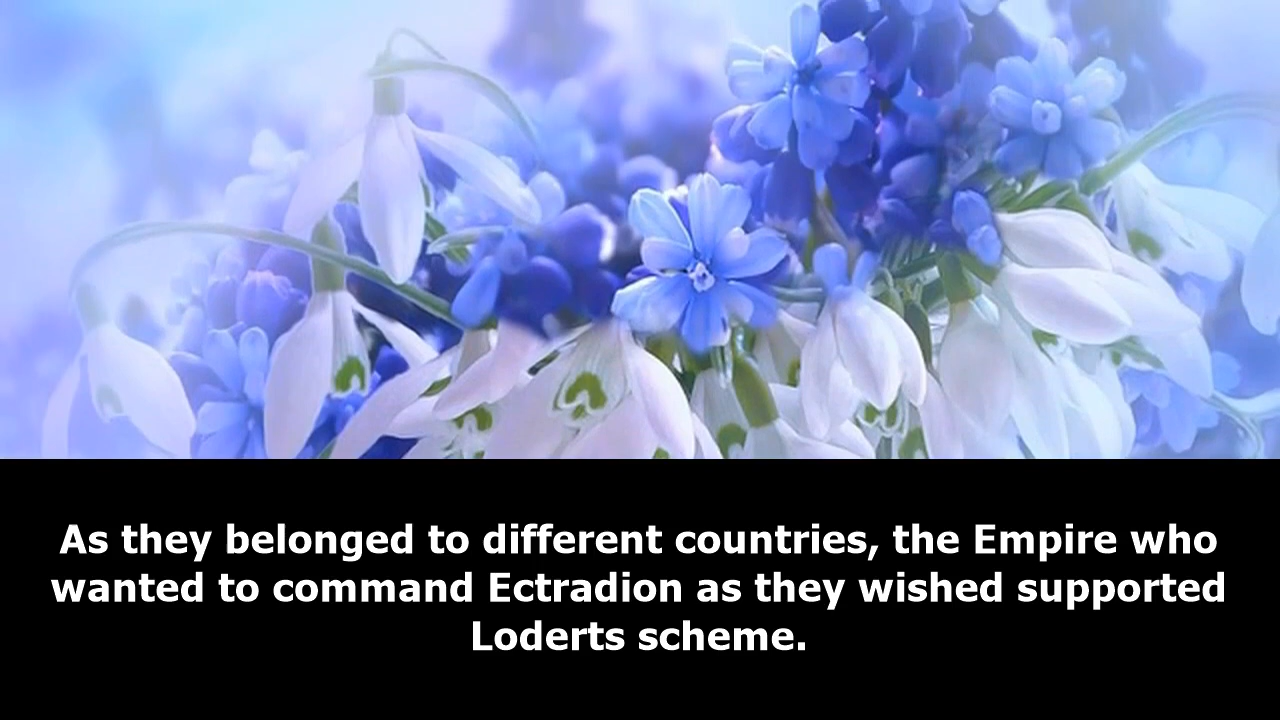 As they belonged to different countries, the Empire who
wanted to command Ectradion as they wished supported
Loderts scheme.